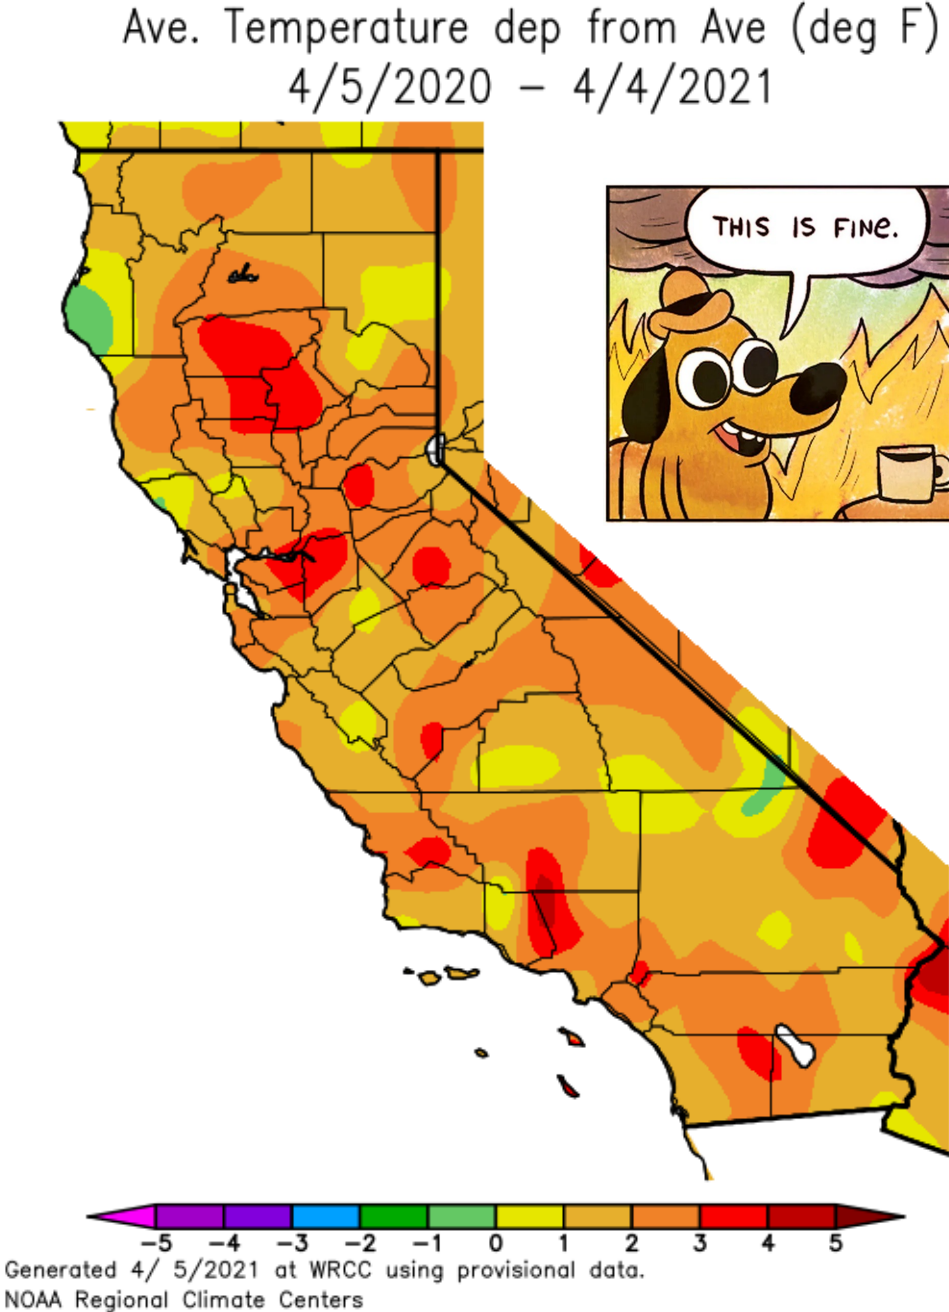 Ave. Temperature dep from Ave (deg F)
4/5/2020 – 4/4/2021
THIS IS FINE.
-5 -4 -3 -2 -1 0 1 2 3 4 5
Generated 4/ 5/2021 at WRCC using provisional data.
NOAA Regional Climate Centers